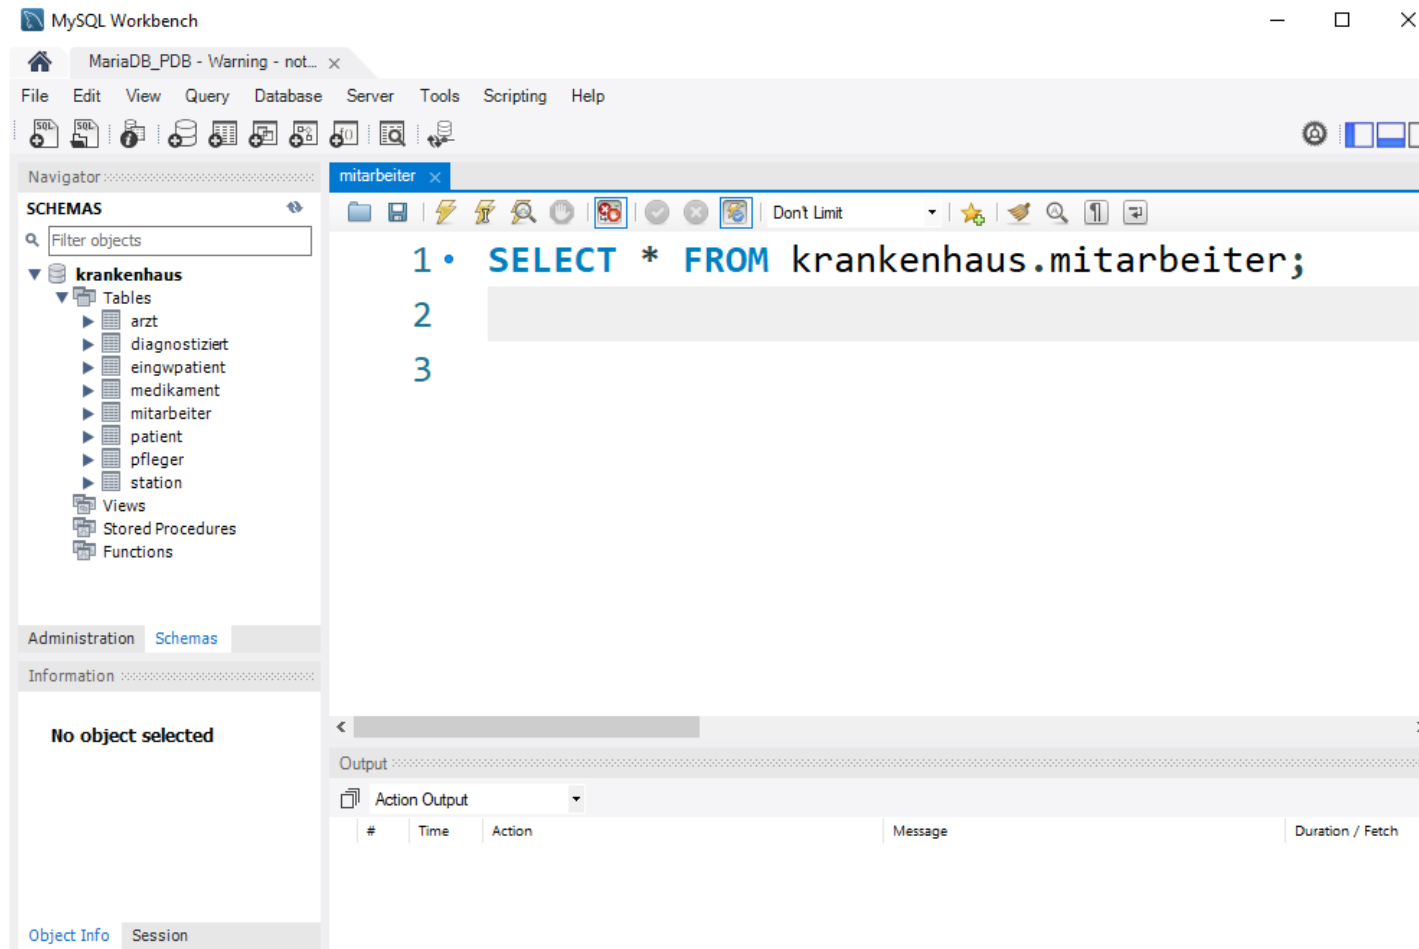 MySQL Workbench
MariaDB_PDB - Warning - not...
File Edit View Query Database Server Tools Scripting Help
Navigator
SCHEMAS
Filter objects
krankenhaus
Tables
arzt
diagnostiziert
eingwpatient
medikament
mitarbeiter
patient
pfleger
station
Views
Stored Procedures
Functions
Administration Schemas
Information
No object selected
Object Info Session
mitarbeiter
Don't Limit
1 SELECT * FROM krankenhaus.mitarbeiter;
2
3
Output
Action Output
# Time Action Message Duration / Fetch